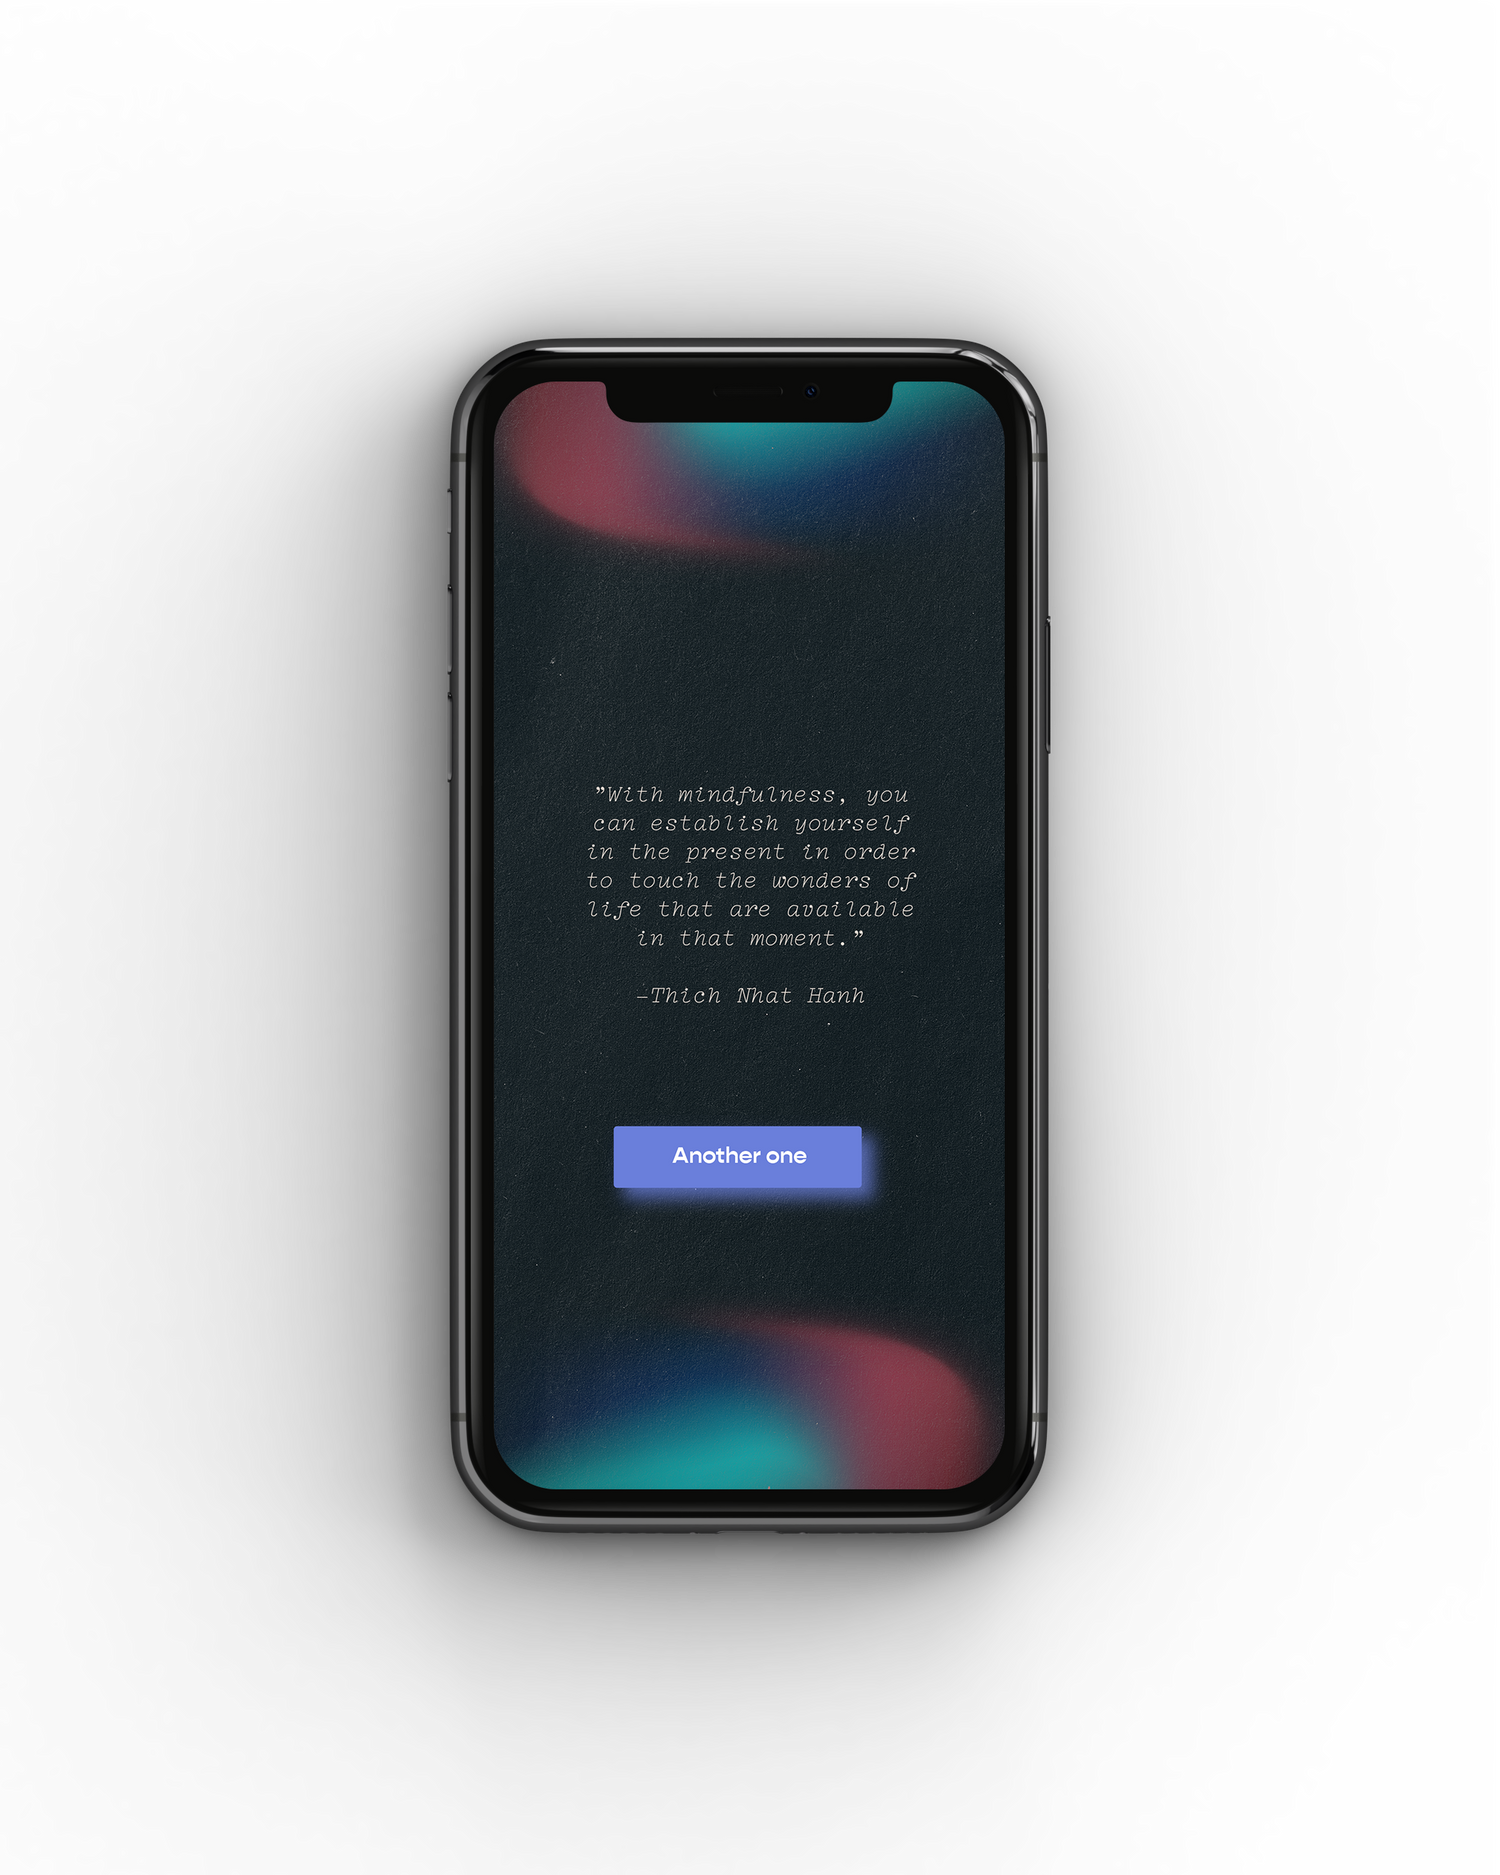 ”With mindfulness, you
can establish yourself
in the present in order
to touch the wonders of
life that are available
in that moment.”
–Thich Nhat Hanh
Another one